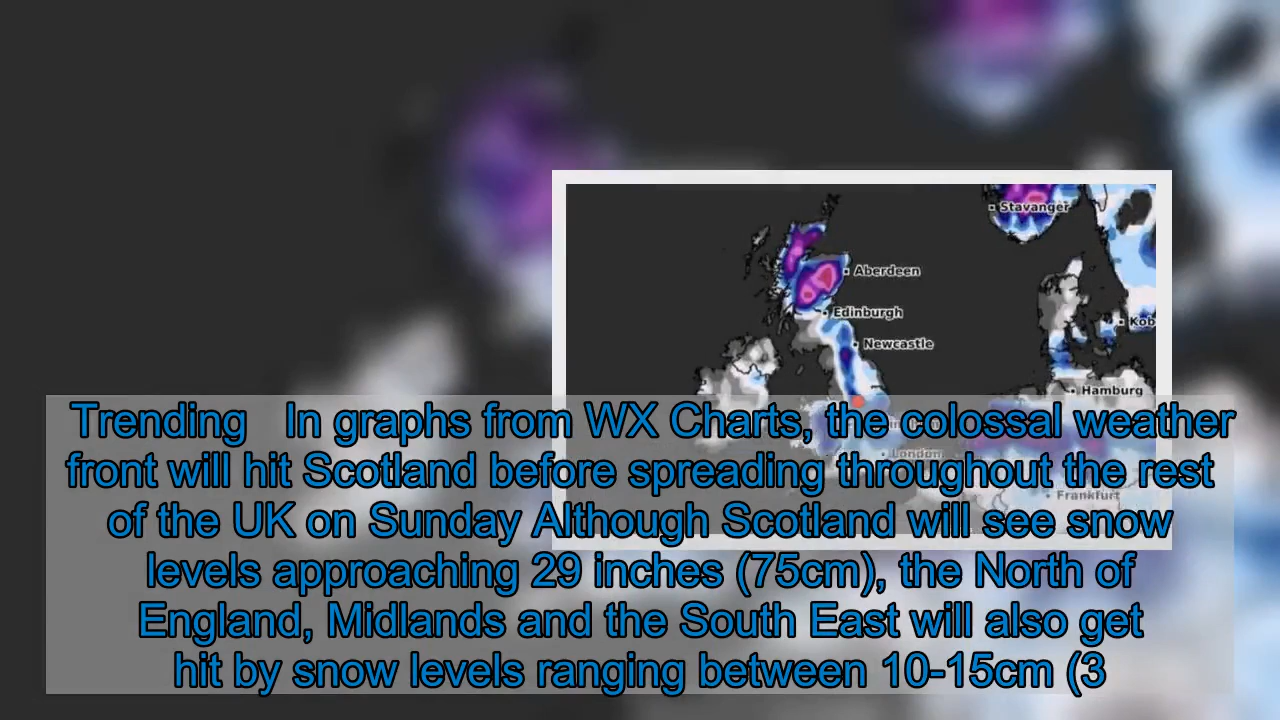 Stavanger
Aberdeen
Edinburgh
Kob
Newcastle
Hamburg
Trending In graphs from WX Charts, the colossal weather
front will hit Scotland before spreading throughout the rest
London
of the UK on Sunday Although Scotland will see snow
Frankfurt
levels approaching 29 inches (75cm), the North of
England, Midlands and the South East will also get
hit by snow levels ranging between 10-15cm (3